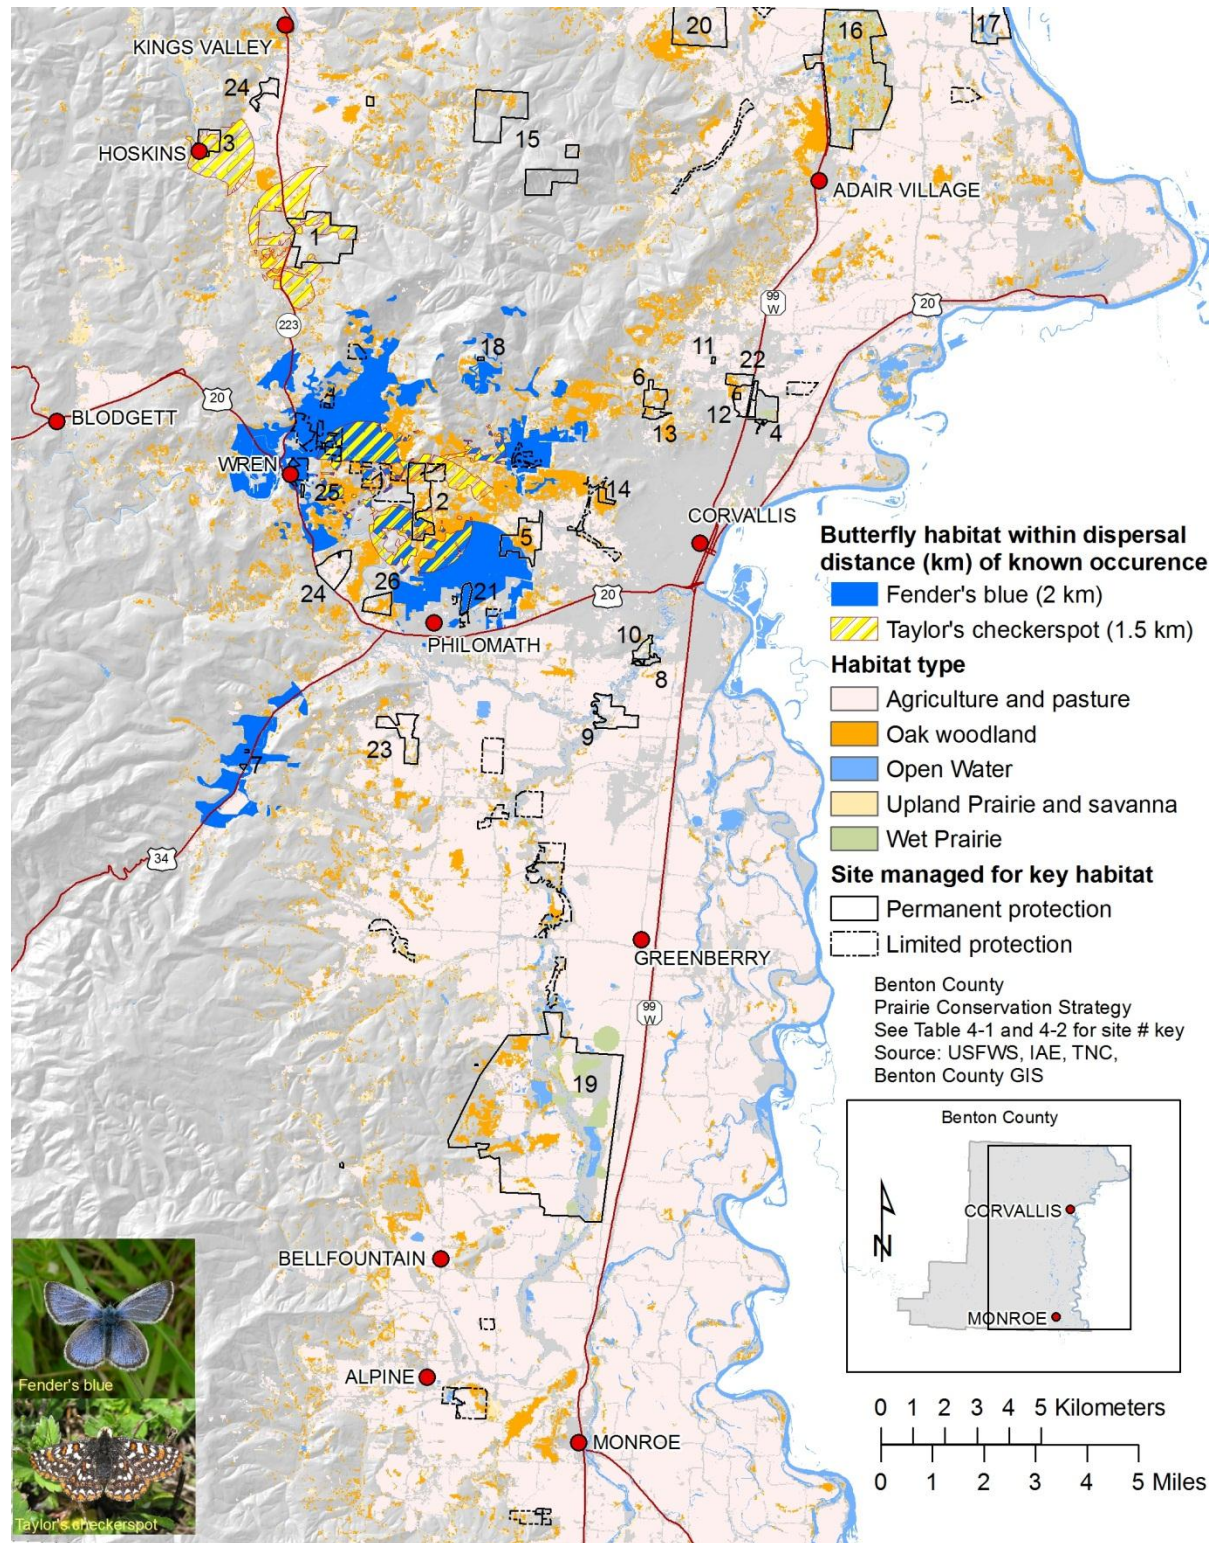 KINGS VALLEY
20
16
17
24
HOSKINS
3
15
ADAIR VILLAGE
1
99
W
20
223
11
22
18
6
20
12
BLODGETT
13
4
WREN
25
2
14
CORVALLIS
5
24
26
21
20
PHILOMATH
10
8
9
23
7
34
GREENBERRY
99
W
19
BELLFOUNTAIN
ALPINE
MONROE
Butterfly habitat within dispersal
distance (km) of known occurence
Fender's blue (2 km)
Taylor's checkerspot (1.5 km)
Habitat type
Agriculture and pasture
Oak woodland
Open Water
Upland Prairie and savanna
Wet Prairie
Site managed for key habitat
Permanent protection
Limited protection
Benton County
Prairie Conservation Strategy
See Table 4-1 and 4-2 for site # key
Source: USFWS, IAE, TNC,
Benton County GIS
Benton County
CORVALLIS
N
MONROE
0 1 2 3 4 5 Kilometers
0 1 2 3 4 5 Miles
Fender's blue
Taylor's checkerspot